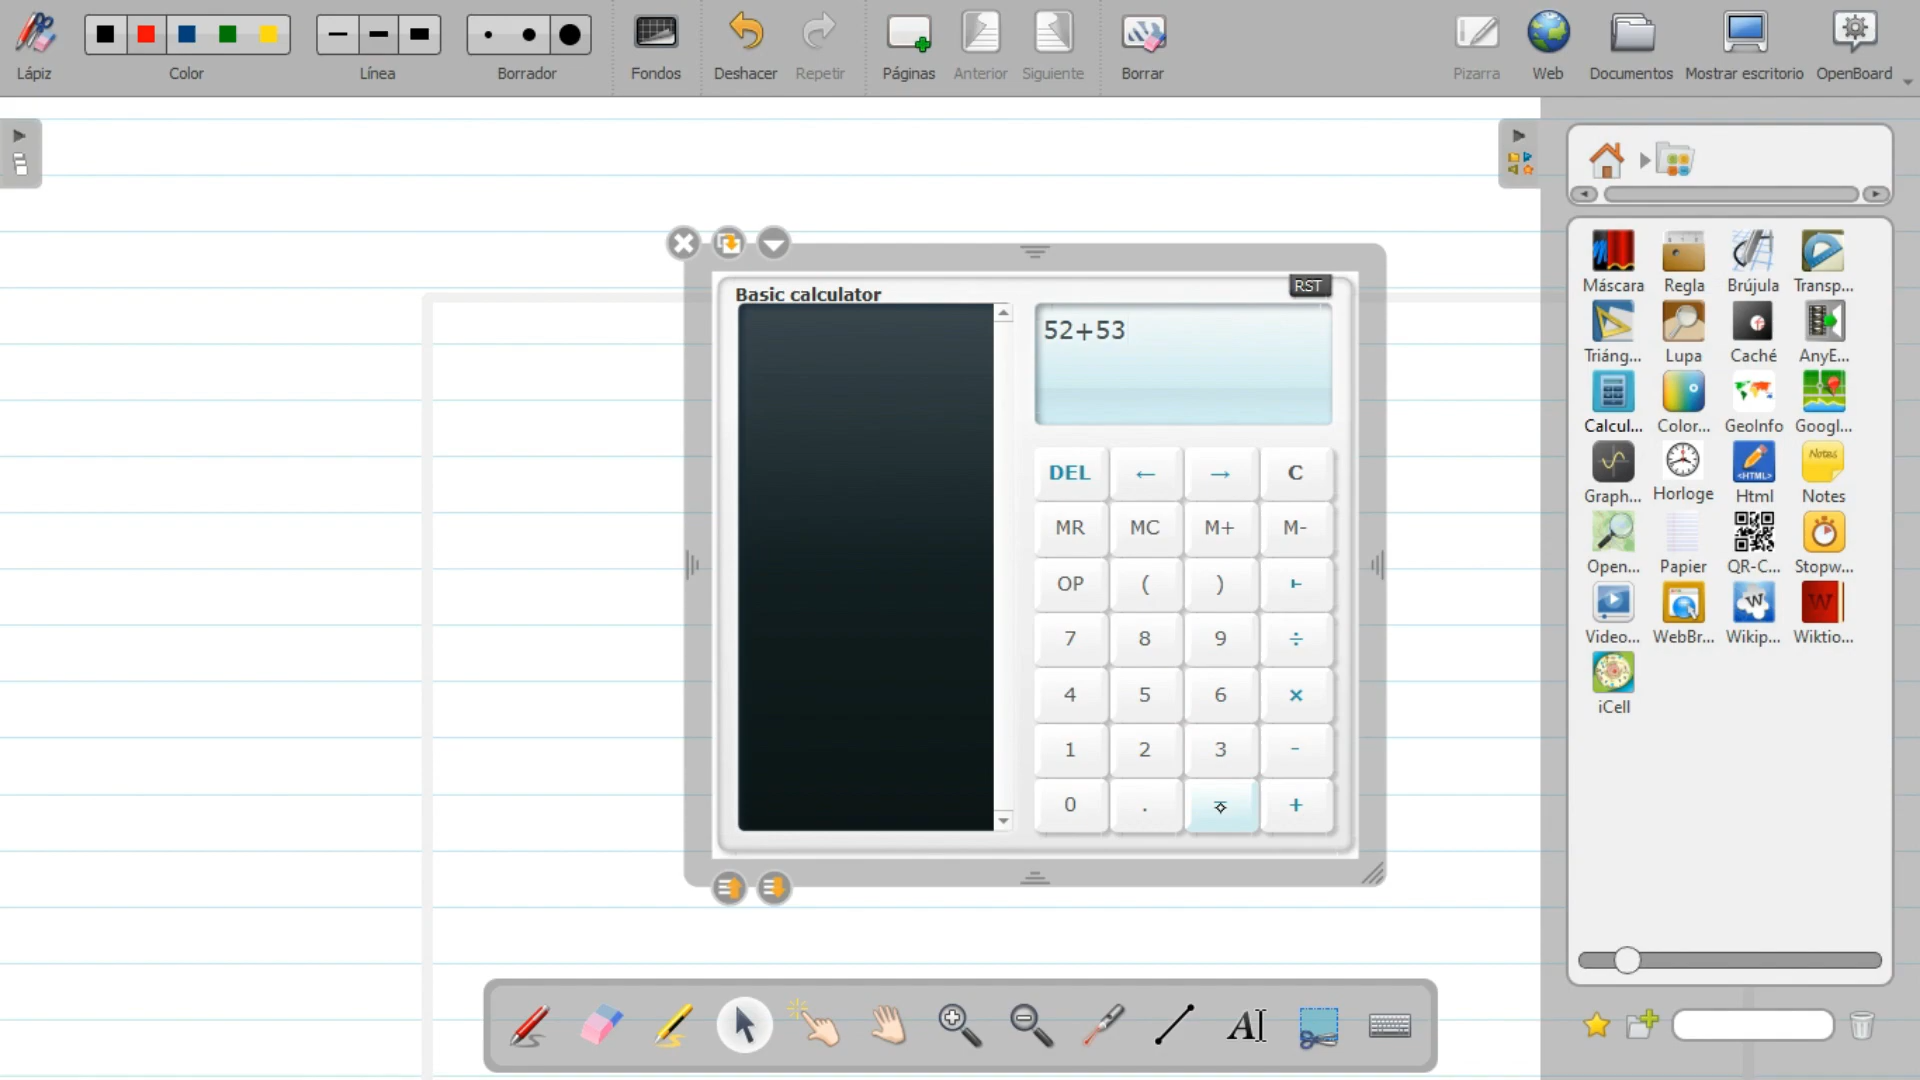 Lápiz
Color
Línea
Borrador
Fondos
Deshacer
Repetir
Páginas
Anterior
Siguiente
Borrar
Pizarra
Web
Documentos
Mostrar escritorio
OpenBoard
Basic calculator
RST
52+53
DEL ← → C
MR MC M+ M-
OP ( ) ⊢
7 8 9 ÷
4 5 6 ×
1 2 3 -
0 . +
Máscara
Regla
Brújula
Transp...
Triáng...
Lupa
Caché
AnyE...
Calcul...
Color...
GeoInfo
Googl...
Graph...
Horloge
<HTML>
Html
Notes
Notes
Open...
Papier
QR-C...
Stopw...
Video...
WebBr...
W
Wikip...
W
Wiktio...
iCell
AI